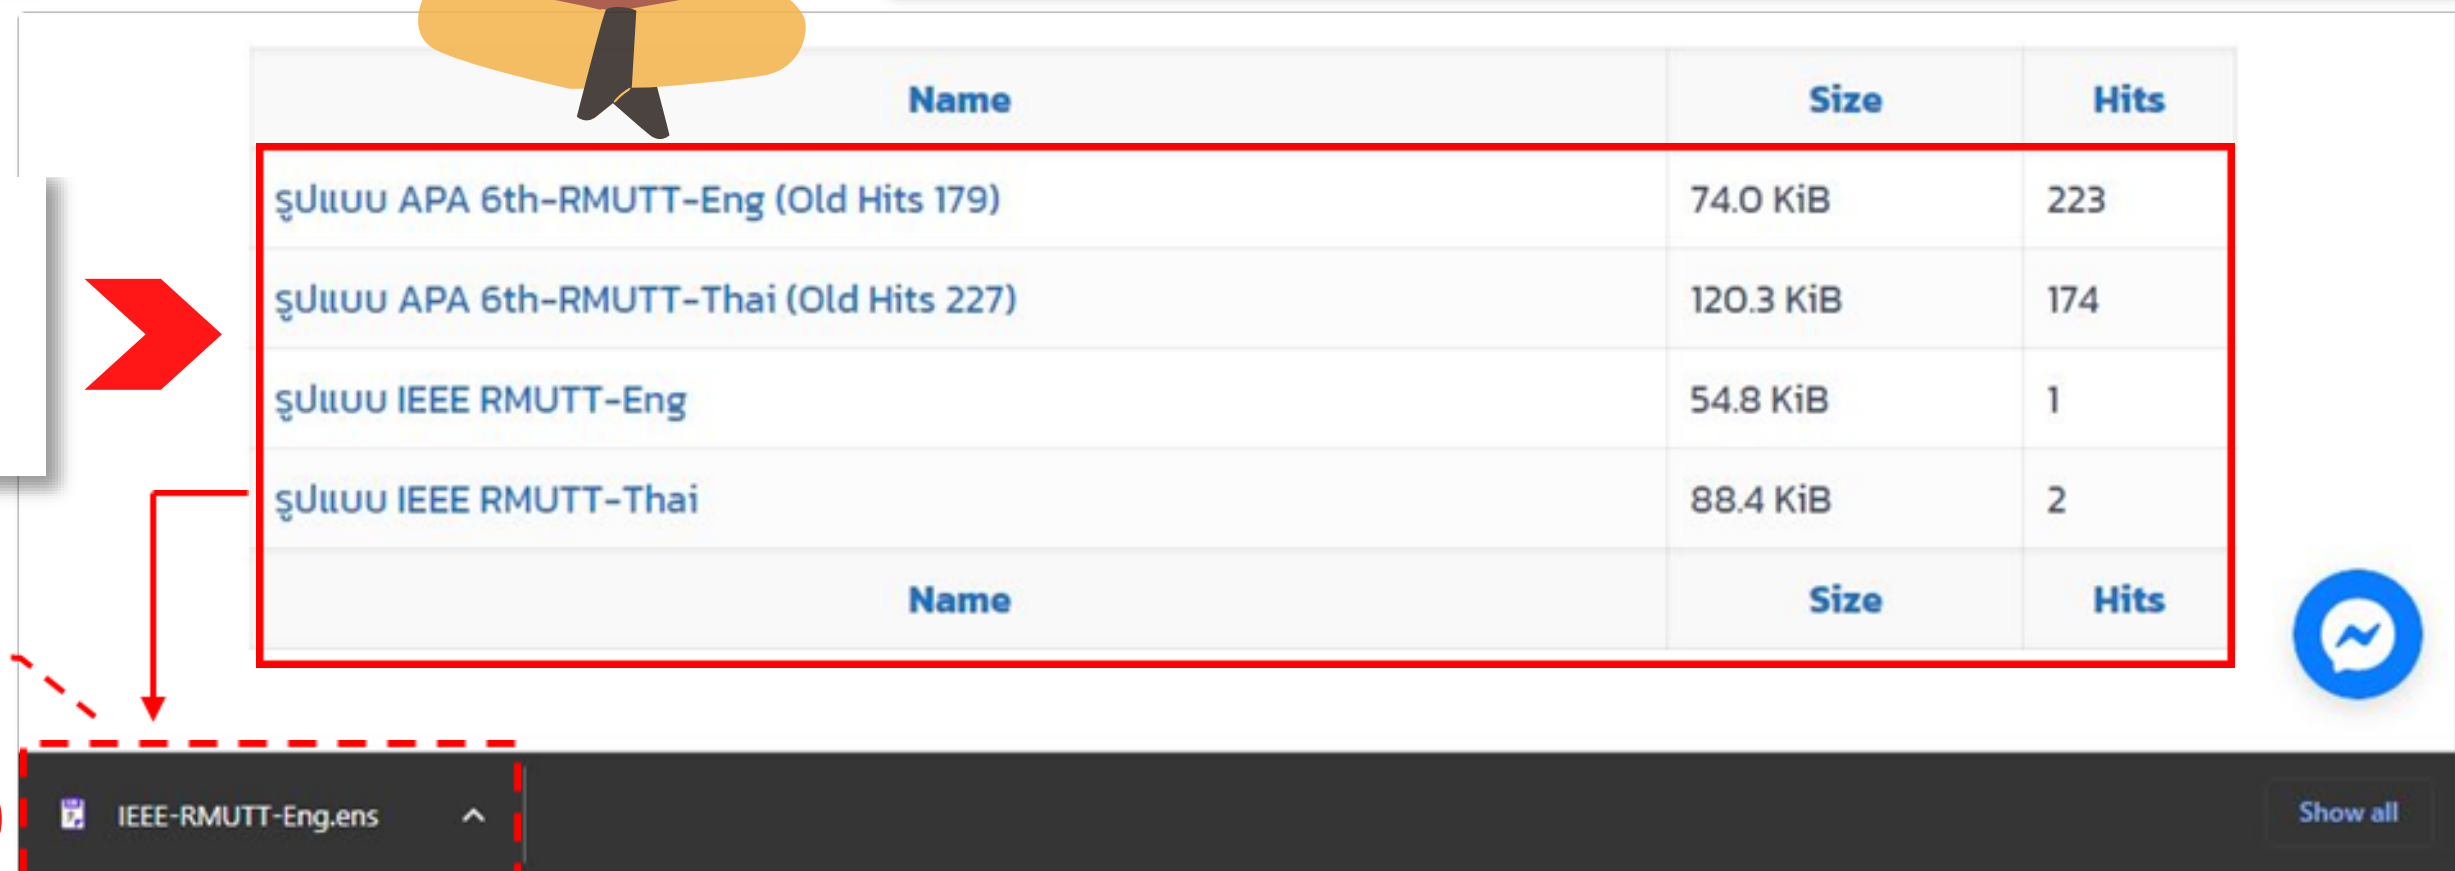 Name Size Hits
รูปแบบ APA 6th-RMUTT-Eng (Old Hits 179) 74.0 KiB 223
รูปแบบ APA 6th-RMUTT-Thai (Old Hits 227) 120.3 KiB 174
รูปแบบ IEEE RMUTT-Eng 54.8 KiB 1
รูปแบบ IEEE RMUTT-Thai 88.4 KiB 2
Name Size Hits
IEEE-RMUTT-Eng.ens Show all